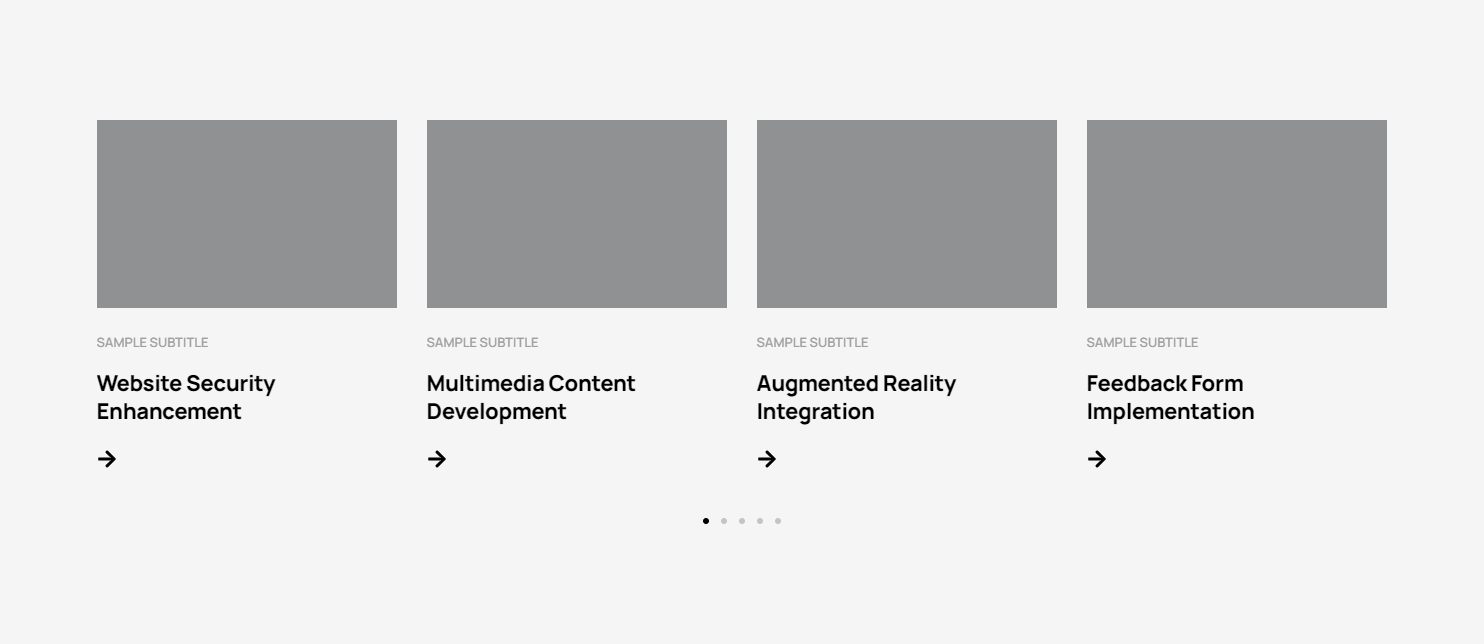 SAMPLE SUBTITLE
Website Security
Enhancement
SAMPLE SUBTITLE
Multimedia Content
Development
SAMPLE SUBTITLE
Augmented Reality
Integration
SAMPLE SUBTITLE
Feedback Form
Implementation